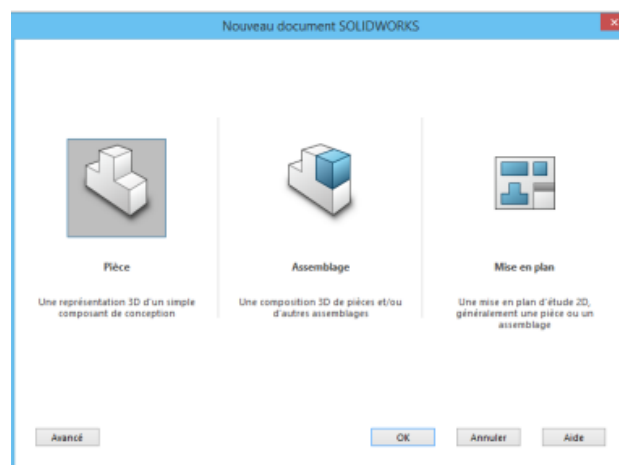 Nouveau document SOLIDWORKS
Pièce
Une représentation 3D d'un simple
composant de conception
Assemblage
Une composition 3D de pièces et/ou
d'autres assemblages
Mise en plan
Une mise en plan d'étude 2D,
généralement une pièce ou un
assemblage
Avancé
OK
Annuler
Aide